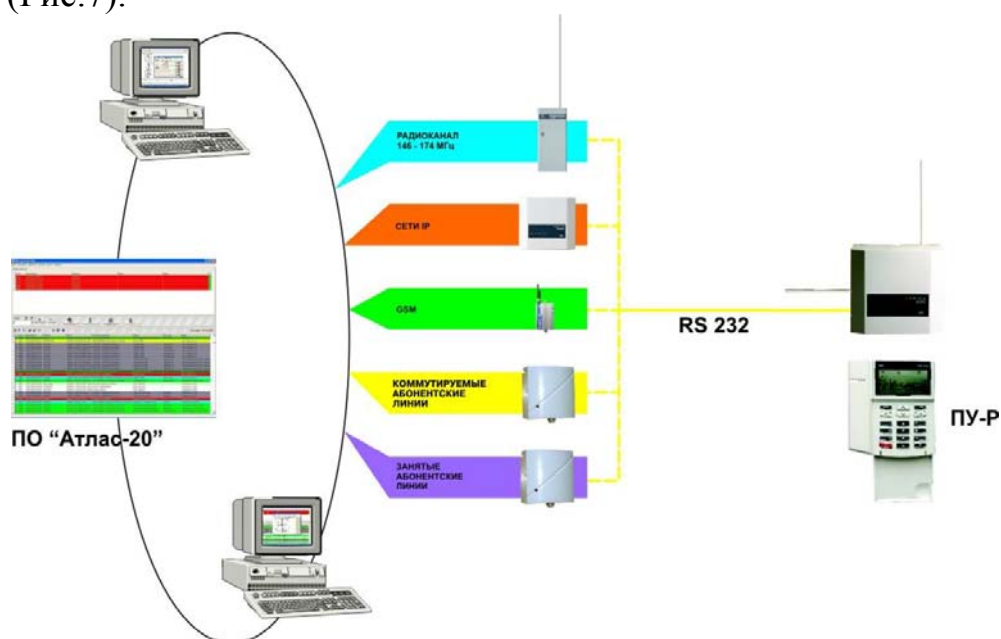 (Рис.7).
РАДИОКАНАЛ
146 - 174 МГц
СЕТИ IP
GSM
RS 232
КОММУТИРУЕМЫЕ
АБОНЕНТСКИЕ
ЛИНИИ
ПУ-Р
ПО “Атлас-20”
ЗАНЯТЫЕ
АБОНЕНТСКИЕ
ЛИНИИ